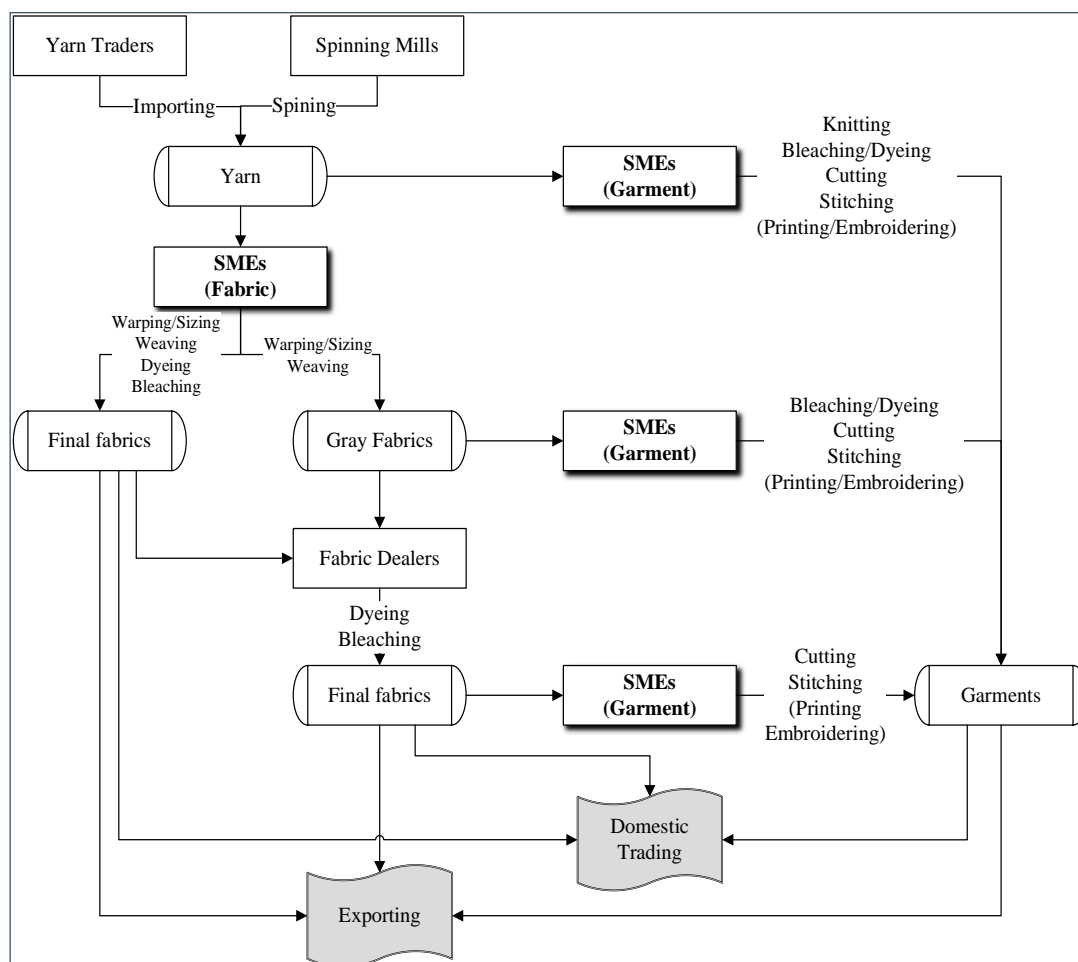 Yarn Traders
Spinning Mills
Importing
Spining
Yarn
SMEs
(Garment)
Knitting
Bleaching/Dyeing
Cutting
Stitching
(Printing/Embroidering)
SMEs
(Fabric)
Warping/Sizing
Weaving
Dyeing
Bleaching
Warping/Sizing
Weaving
Final fabrics
Gray Fabrics
SMEs
(Garment)
Bleaching/Dyeing
Cutting
Stitching
(Printing/Embroidering)
Fabric Dealers
Dyeing
Bleaching
Final fabrics
SMEs
(Garment)
Cutting
Stitching
(Printing
Embroidering)
Garments
Domestic
Trading
Exporting